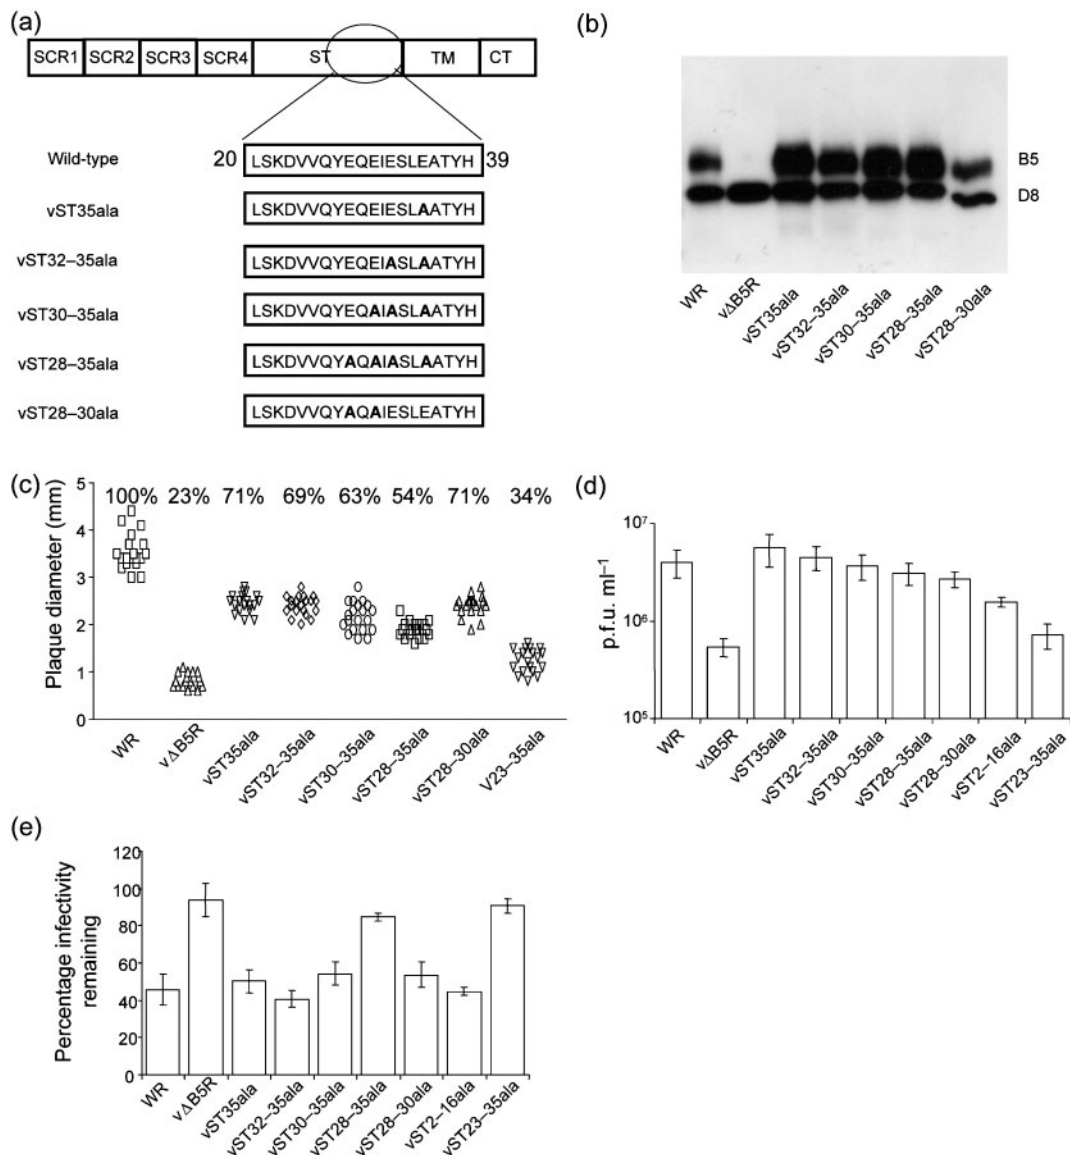 (a)
SCR1 SCR2 SCR3 SCR4 ST TM CT
Wild-type 20 LSKDVVQYEQEIESLEATYH 39
vST35ala LSKDVVQYEQEIESLAATYH
vST32–35ala LSKDVVQYEQEIASLAATYH
vST30–35ala LSKDVVQYEQAIASLAATYH
vST28–35ala LSKDVVQYAQAIASLAATYH
vST28–30ala LSKDVVQYAQAIESLEATYH
(b)
B5
D8
WR vΔB5R vST35ala vST32–35ala vST30–35ala vST28–35ala vST28–30ala
(c)
Plaque diameter (mm)
5
4
3
2
1
0
100% 23% 71% 69% 63% 54% 71% 34%
WR vΔB5R vST35ala vST32–35ala vST30–35ala vST28–35ala vST28–30ala V23–35ala
(d)
p.f.u. ml⁻¹
10⁷
10⁶
10⁵
WR vΔB5R vST35ala vST32–35ala vST30–35ala vST28–35ala vST28–30ala vST2–16ala vST23–35ala
(e)
Percentage infectivity
remaining
120
100
80
60
40
20
0
WR vΔB5R vST35ala vST32–35ala vST30–35ala vST28–35ala vST28–30ala vST2–16ala vST23–35ala